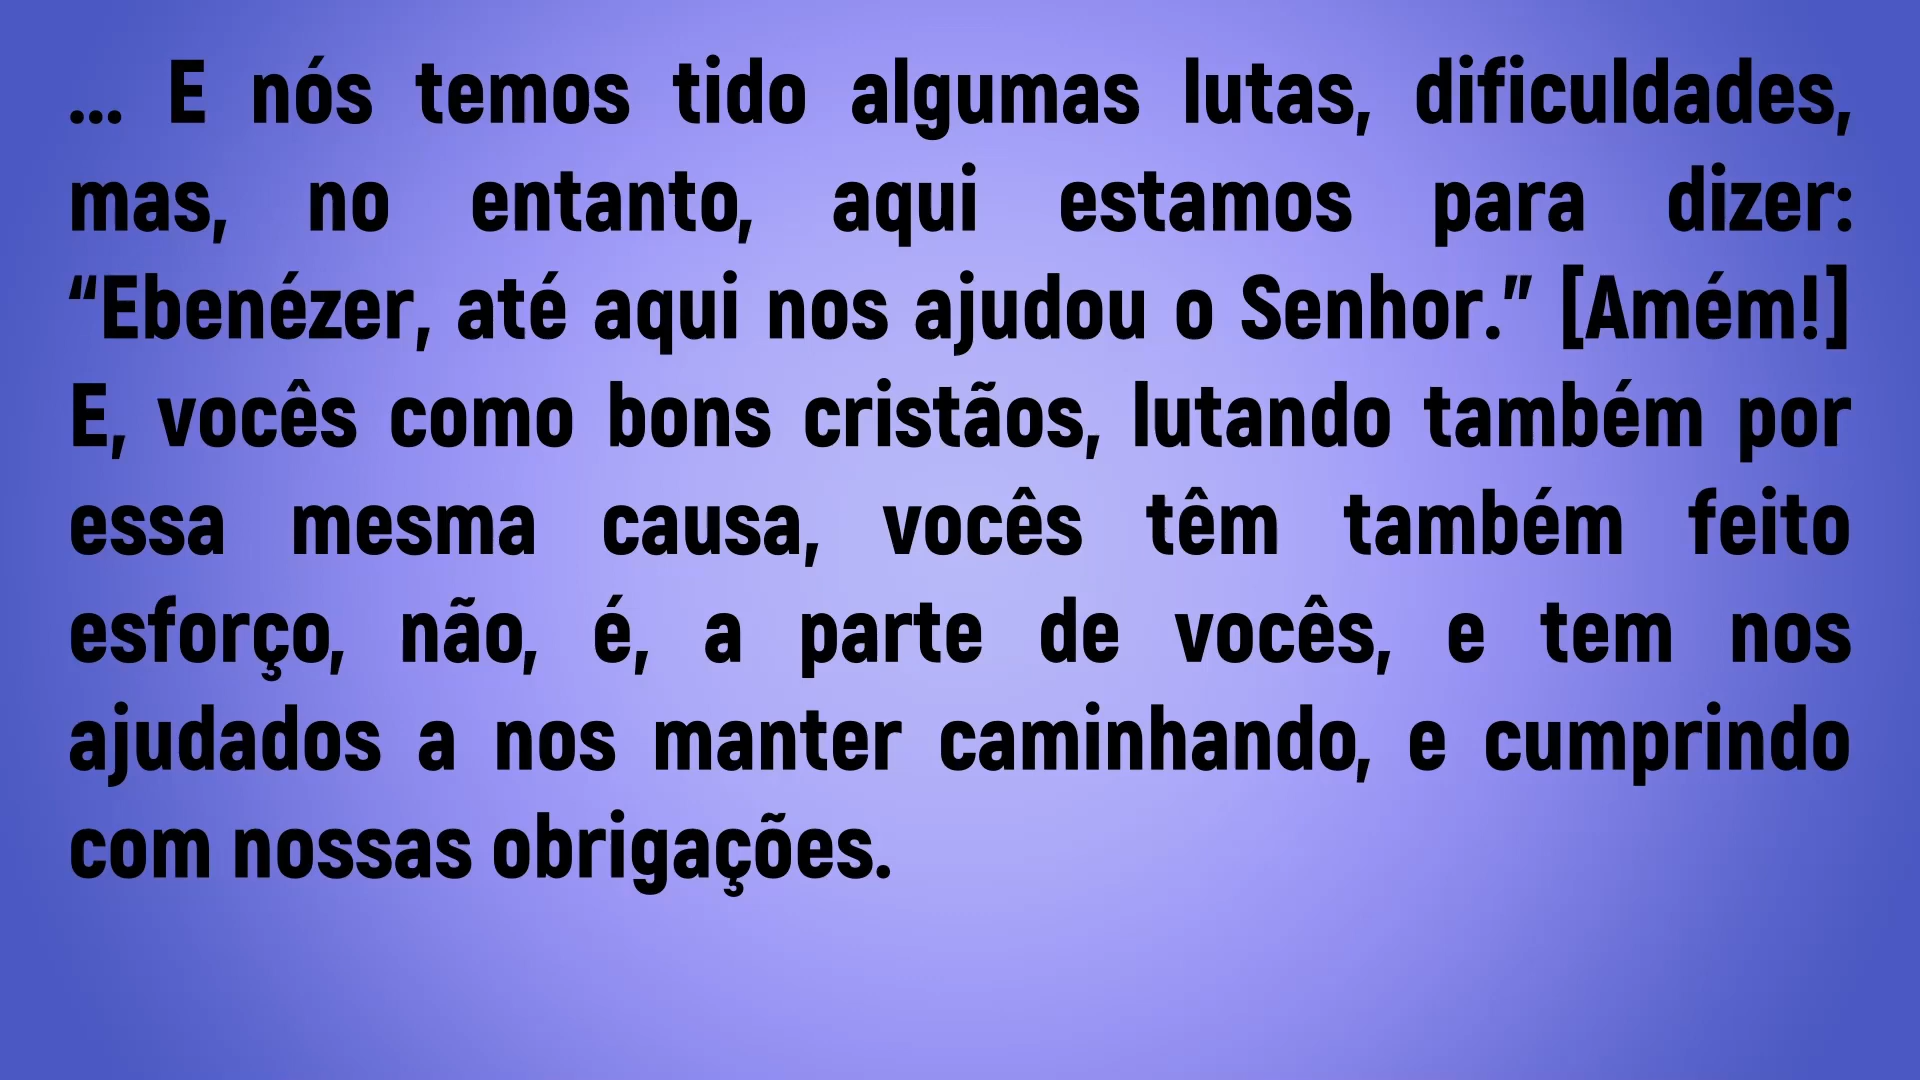 ... E nós temos tido algumas lutas, dificuldades,
mas, no entanto, aqui estamos para dizer:
“Ebenézer, até aqui nos ajudou o Senhor.” [Amém!]
E, vocês como bons cristãos, lutando também por
essa mesma causa, vocês têm também feito
esforço, não, é, a parte de vocês, e tem nos
ajudados a nos manter caminhando, e cumprindo
com nossas obrigações.